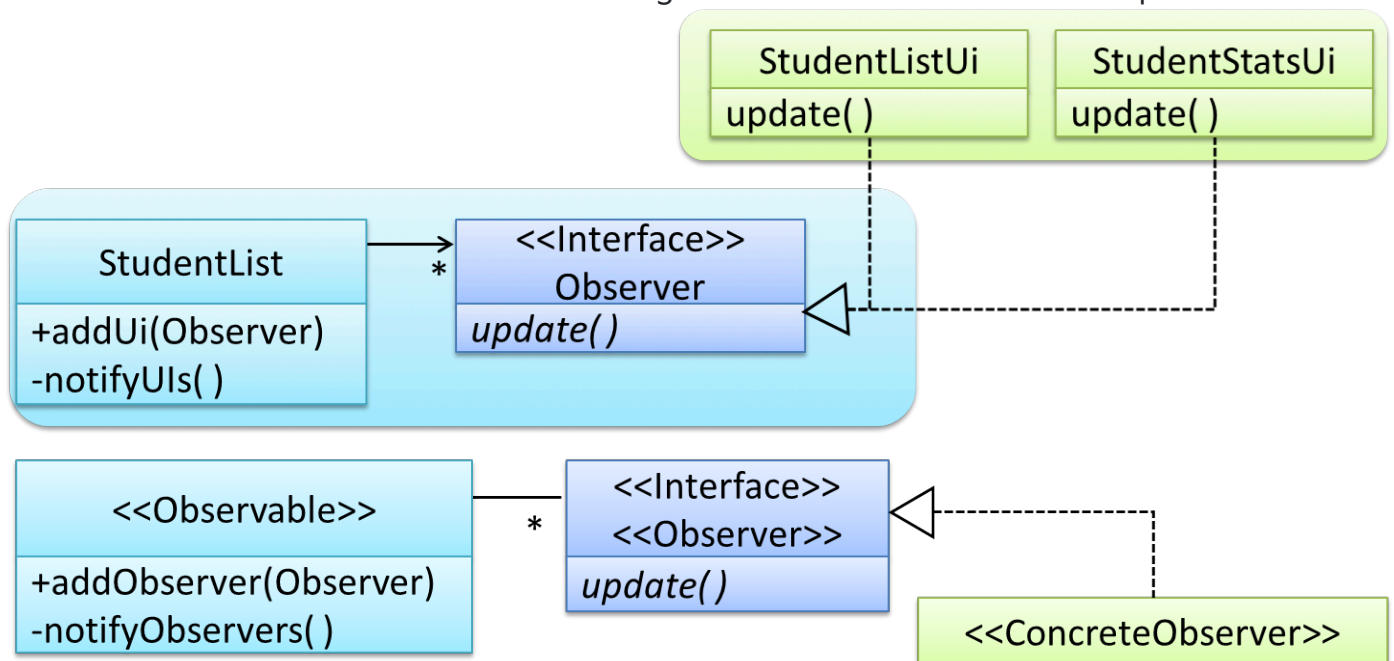 StudentListUi
update( )
StudentStatsUi
update( )
StudentList
+addUi(Observer)
-notifyUIs( )
*
<<Interface>>
Observer
update( )
<<Observable>>
+addObserver(Observer)
-notifyObservers( )
*
<<Interface>>
<<Observer>>
update( )
<<ConcreteObserver>>